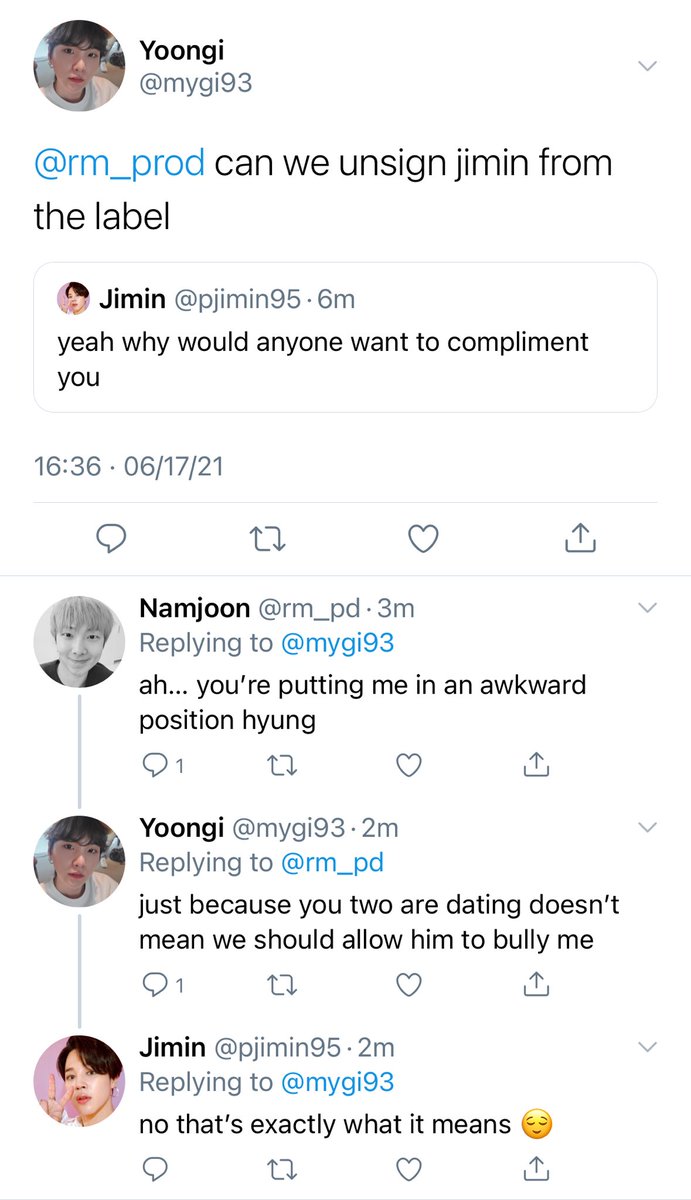 Yoongi
@mygi93
@rm_prod can we unsign jimin from
the label
Jimin @pjimin95 · 6m
yeah why would anyone want to compliment
you
16:36 · 06/17/21
Namjoon @rm_pd · 3m
Replying to @mygi93
ah... you’re putting me in an awkward
position hyung
1
Yoongi @mygi93 · 2m
Replying to @rm_pd
just because you two are dating doesn’t
mean we should allow him to bully me
1
Jimin @pjimin95 · 2m
Replying to @mygi93
no that’s exactly what it means 😌